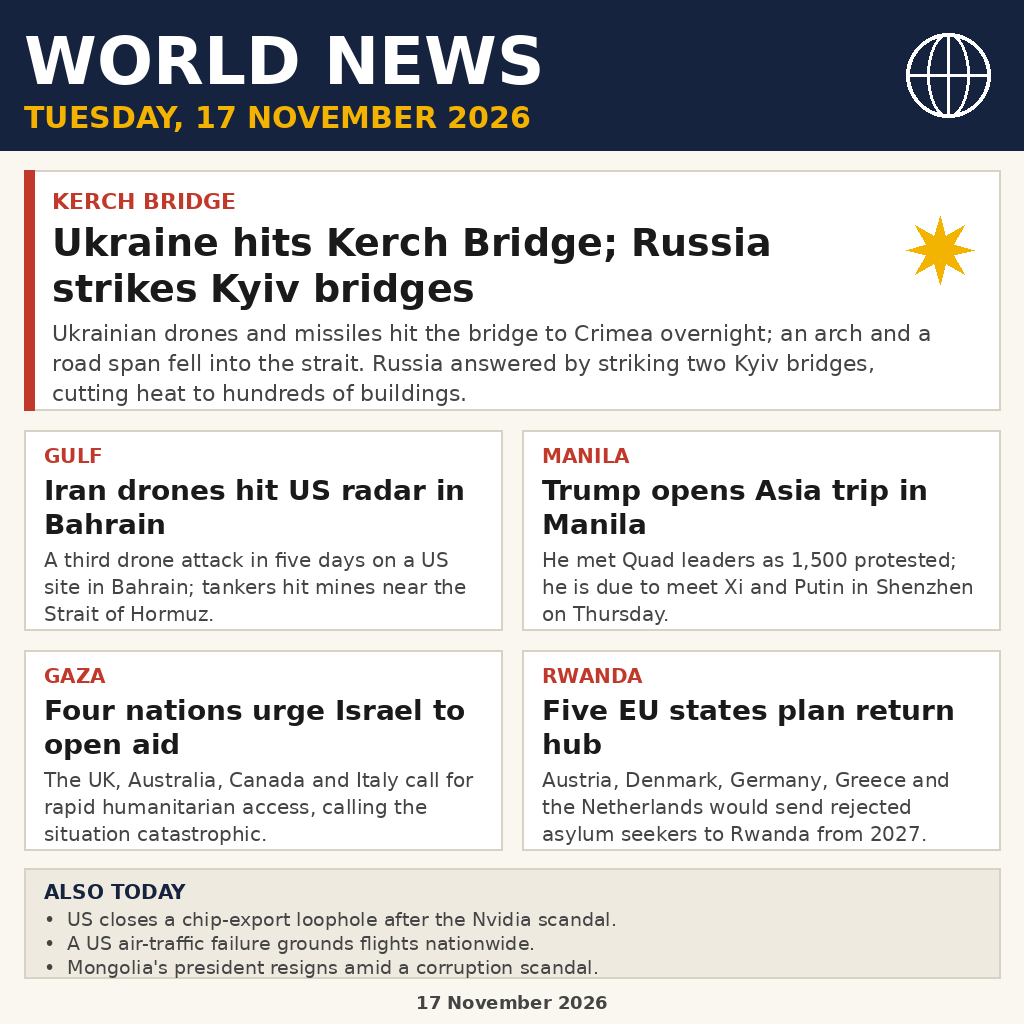 WORLD NEWS
TUESDAY, 17 NOVEMBER 2026
KERCH BRIDGE
Ukraine hits Kerch Bridge; Russia
strikes Kyiv bridges
Ukrainian drones and missiles hit the bridge to Crimea overnight; an arch and a
road span fell into the strait. Russia answered by striking two Kyiv bridges,
cutting heat to hundreds of buildings.
GULF
Iran drones hit US radar in
Bahrain
A third drone attack in five days on a US
site in Bahrain; tankers hit mines near the
Strait of Hormuz.
MANILA
Trump opens Asia trip in
Manila
He met Quad leaders as 1,500 protested;
he is due to meet Xi and Putin in Shenzhen
on Thursday.
GAZA
Four nations urge Israel to
open aid
The UK, Australia, Canada and Italy call for
rapid humanitarian access, calling the
situation catastrophic.
RWANDA
Five EU states plan return
hub
Austria, Denmark, Germany, Greece and
the Netherlands would send rejected
asylum seekers to Rwanda from 2027.
ALSO TODAY
• US closes a chip-export loophole after the Nvidia scandal.
• A US air-traffic failure grounds flights nationwide.
• Mongolia's president resigns amid a corruption scandal.
17 November 2026